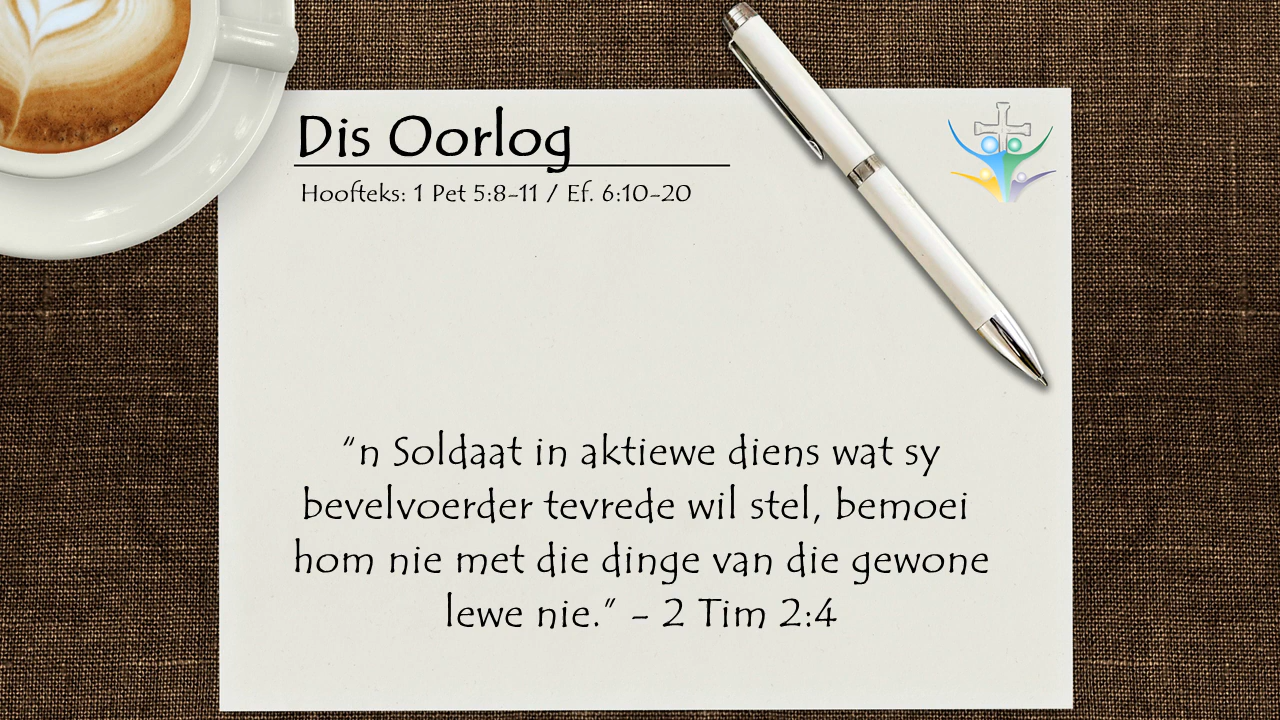 Dis Oorlog
Hoofteks: 1 Pet 5:8-11 / Ef. 6:10-20
“n Soldaat in aktiewe diens wat sy
bevelvoerder tevrede wil stel, bemoei
hom nie met die dinge van die gewone
lewe nie.” - 2 Tim 2:4